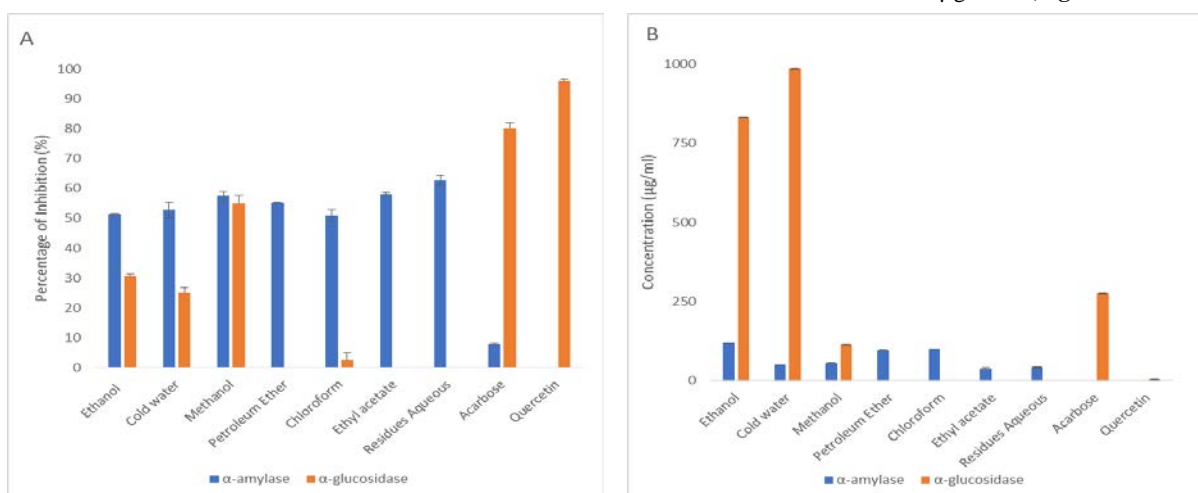 A
Percentage of Inhibition (%)
100
90
80
70
60
50
40
30
20
10
0
Ethanol
Cold water
Methanol
Petroleum Ether
Chloroform
Ethyl acetate
Residues Aqueous
Acarbose
Quercetin
α-amylase α-glucosidase
B
Concentration (µg/ml)
1000
750
500
250
0
Ethanol
Cold water
Methanol
Petroleum Ether
Chloroform
Ethyl acetate
Residues Aqueous
Acarbose
Quercetin
α-amylase α-glucosidase